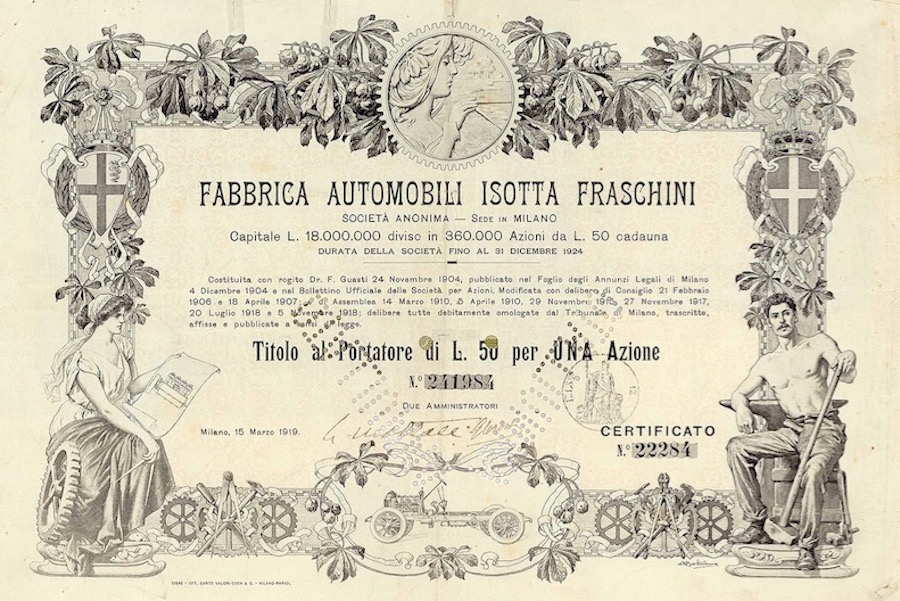 FABBRICA AUTOMOBILI ISOTTA FRASCHINI
SOCIETÀ ANONIMA — SEDE IN MILANO
Capitale L. 18.000.000 diviso in 360.000 Azioni da L. 50 cadauna
DURATA DELLA SOCIETÀ FINO AL 31 DICEMBRE 1924
Costituita con rogito Dr. F. Guasti 24 Novembre 1904, pubblicato nel Foglio degli Annunzi Legali di Milano
4 Dicembre 1904 e nel Bollettino Ufficiale delle Società per Azioni. Modificata con delibere di Consiglio 21 Febbraio
1906 e 18 Aprile 1907; e di Assemblea 14 Marzo 1910, 5 Aprile 1910, 29 Novembre 27 Novembre 1917,
20 Luglio 1918 e 5 Novembre 1918; delibere tutte debitamente omologate dal Tribunale di Milano, trascritte,
affisse e pubblicate a sensi di legge.
Titolo al Portatore di L. 50 per UNA Azione
N.º 241984
DUE AMMINISTRATORI
Milano, 15 Marzo 1919.
CERTIFICATO
N.º 22284